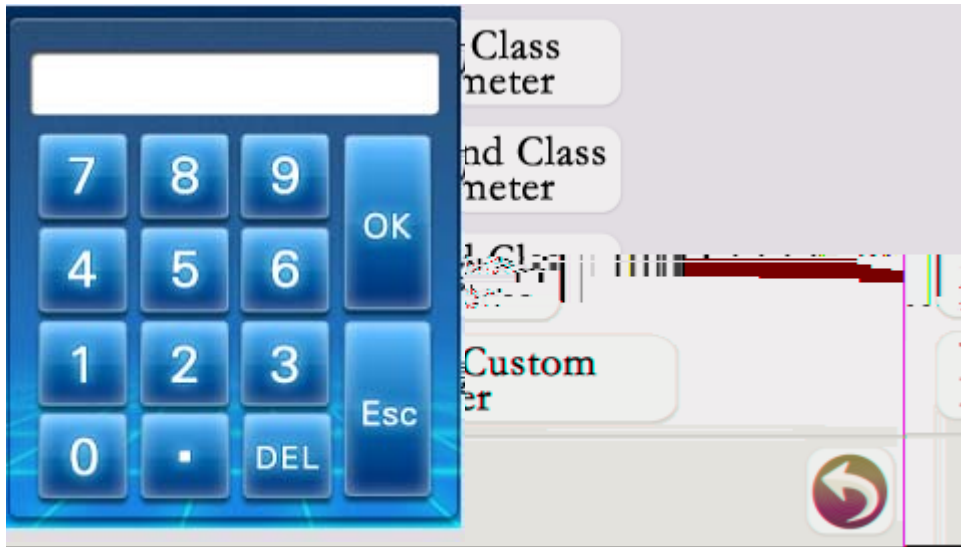 7 8 9
OK
4 5 6
1 2 3
Esc
0 . DEL
Class
meter
nd Class
meter
Custom
er